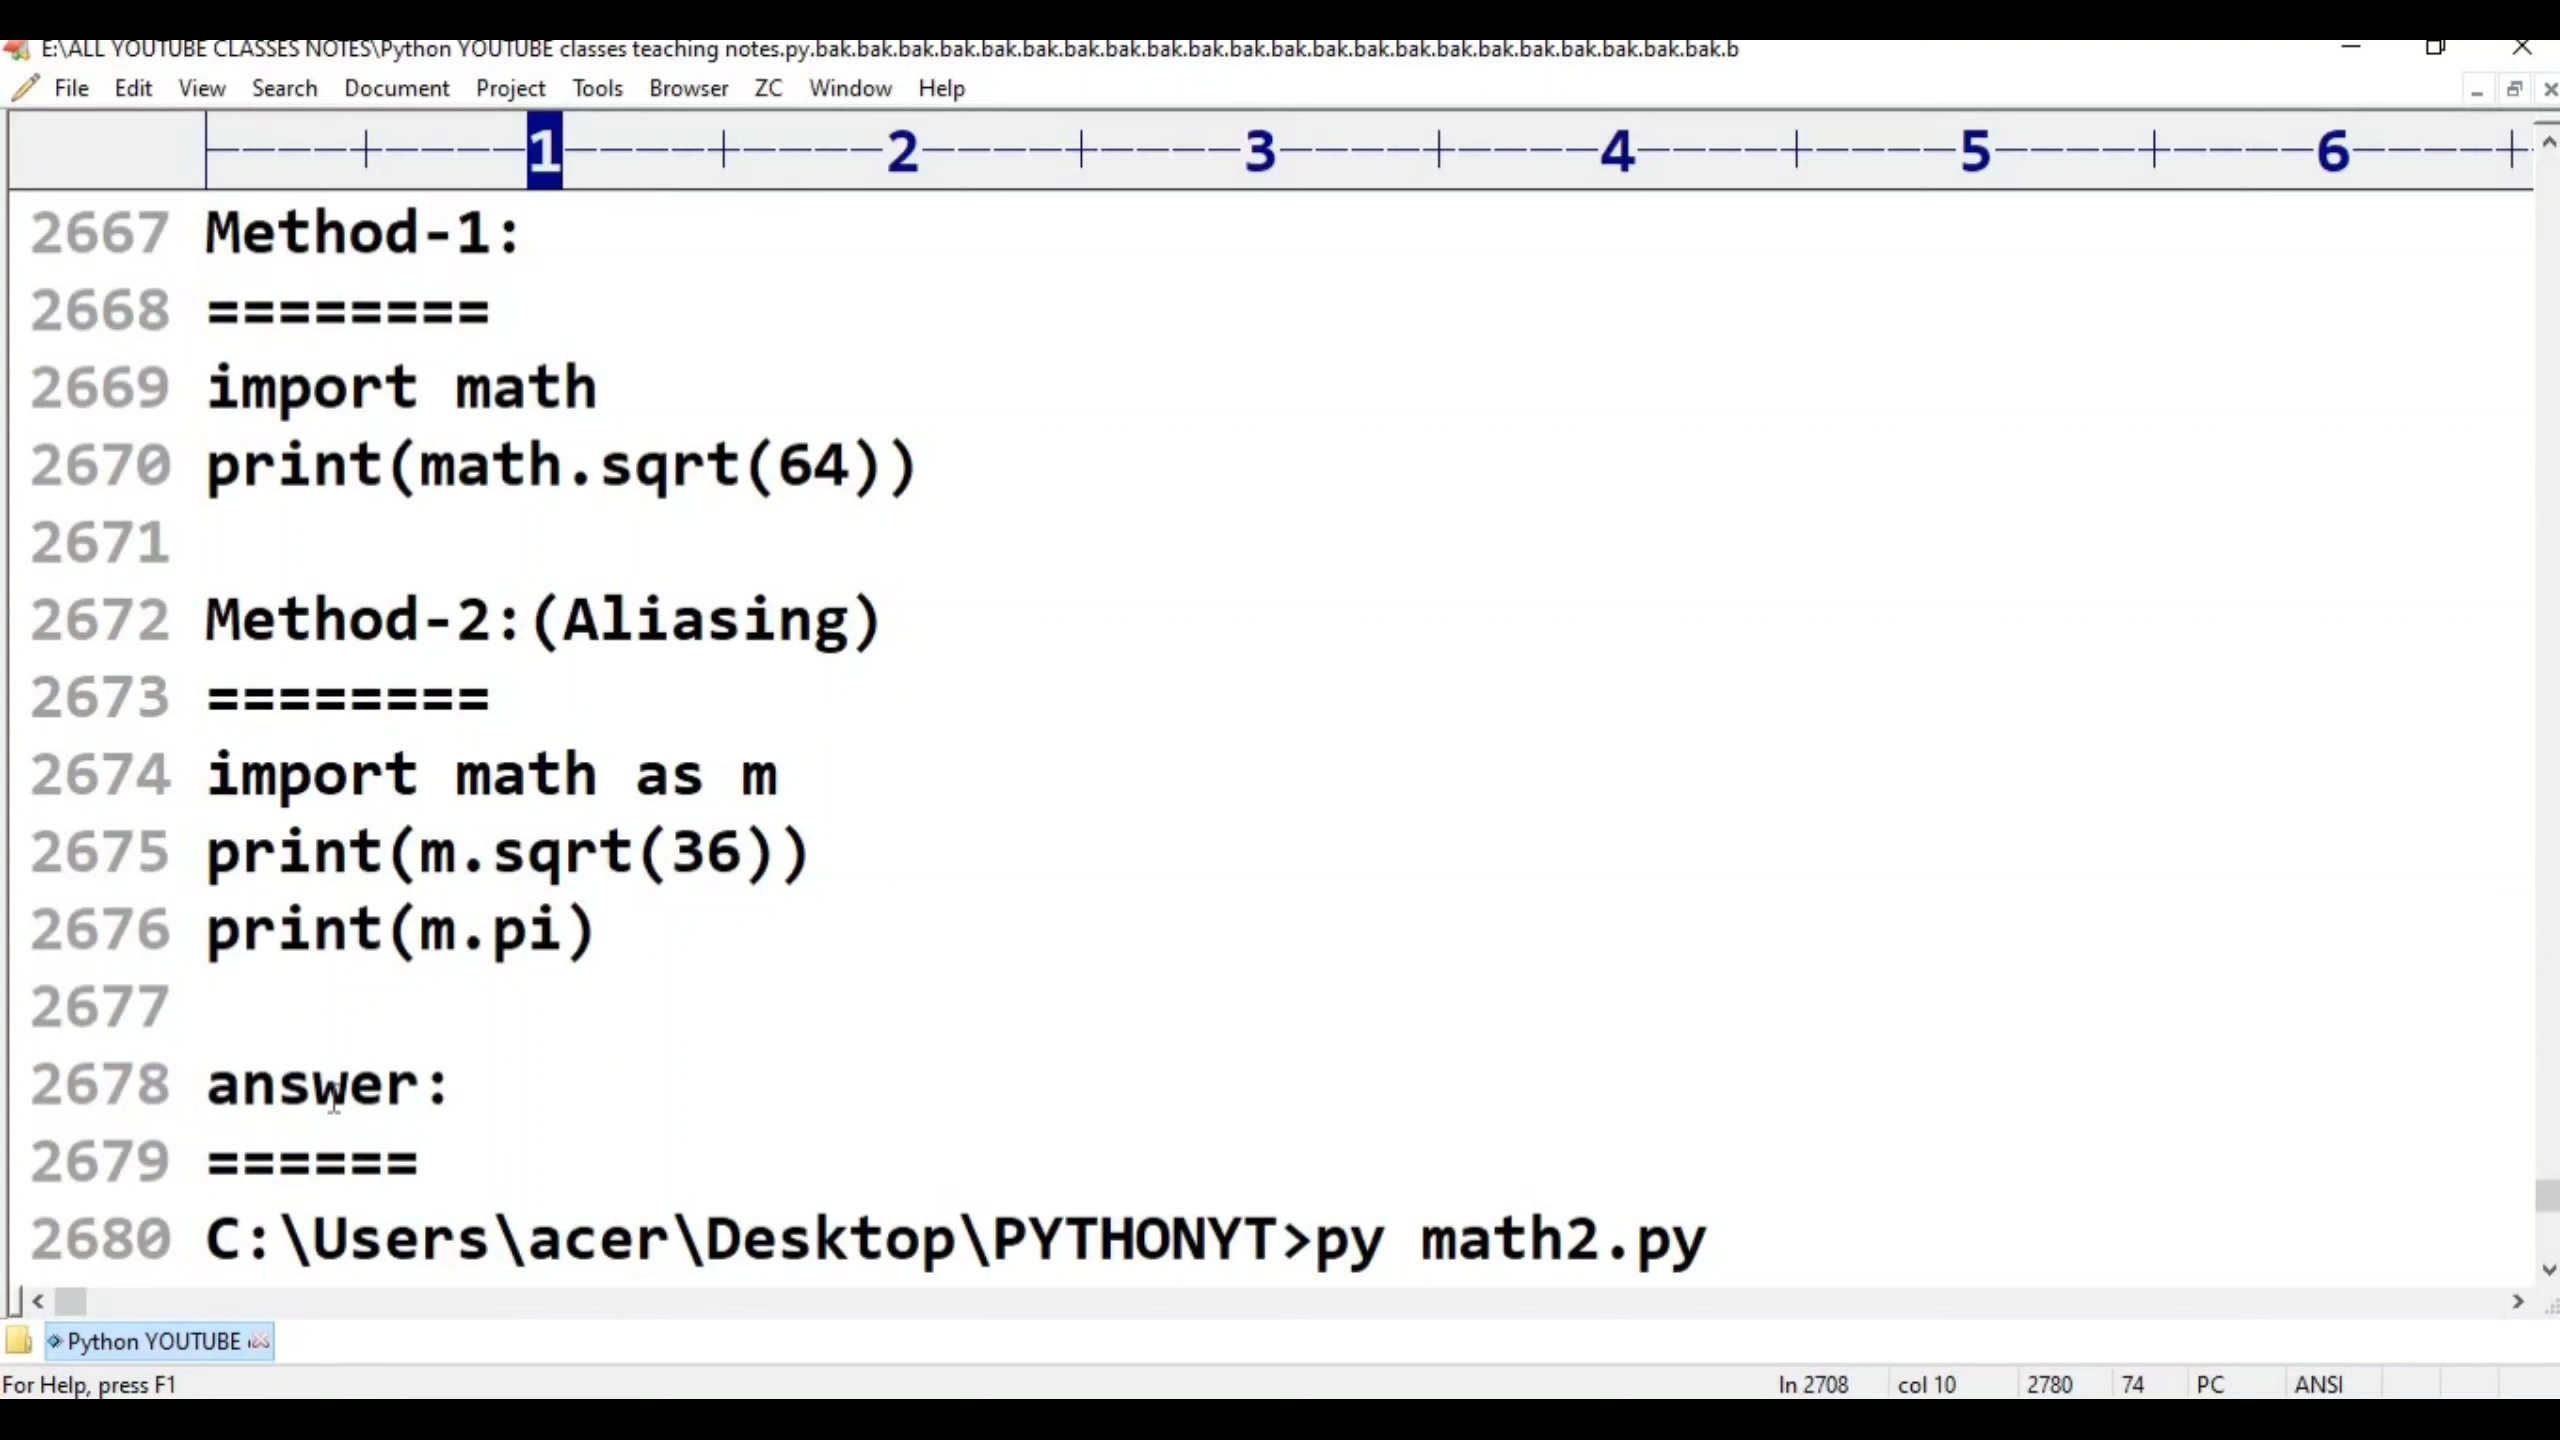 E:\ALL YOUTUBE CLASSES NOTES\Python YOUTUBE classes teaching notes.py.bak.bak.bak.bak.bak.bak.bak.bak.bak.bak.bak.bak.bak.bak.bak.bak.bak.bak.bak.bak.bak.bak.b
File Edit View Search Document Project Tools Browser ZC Window Help
1 2 3 4 5 6
2667 Method-1:
2668 ========
2669 import math
2670 print(math.sqrt(64))
2671
2672 Method-2:(Aliasing)
2673 ========
2674 import math as m
2675 print(m.sqrt(36))
2676 print(m.pi)
2677
2678 answer:
2679 ======
2680 C:\Users\acer\Desktop\PYTHONYT>py math2.py
Python YOUTUBE
For Help, press F1 ln 2708 col 10 2780 74 PC ANSI